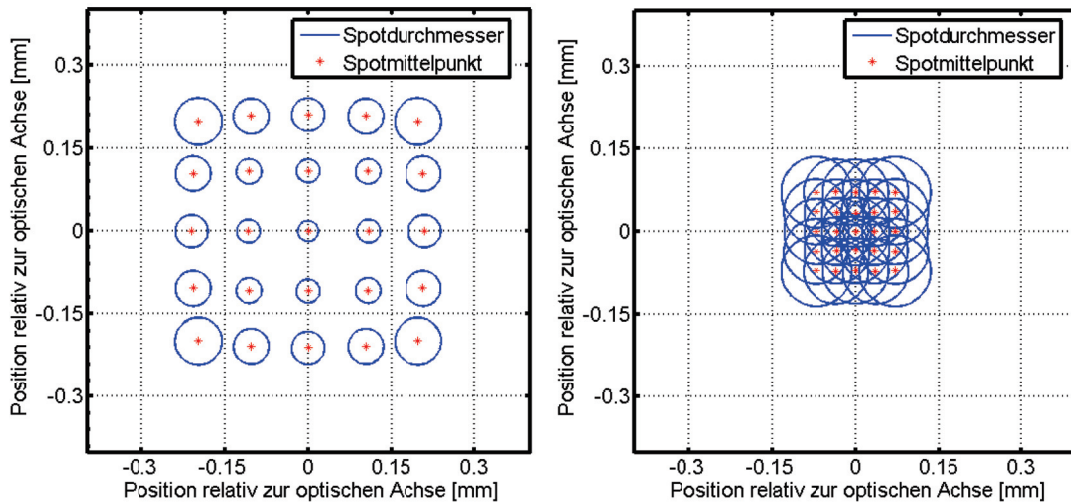 Spotdurchmesser
Spotmittelpunkt
Position relativ zur optischen Achse [mm]
0.3
0.15
0
-0.15
-0.3
-0.3 -0.15 0 0.15 0.3
Position relativ zur optischen Achse [mm]
Spotdurchmesser
Spotmittelpunkt
Position relativ zur optischen Achse [mm]
0.3
0.15
0
-0.15
-0.3
-0.3 -0.15 0 0.15 0.3
Position relativ zur optischen Achse [mm]